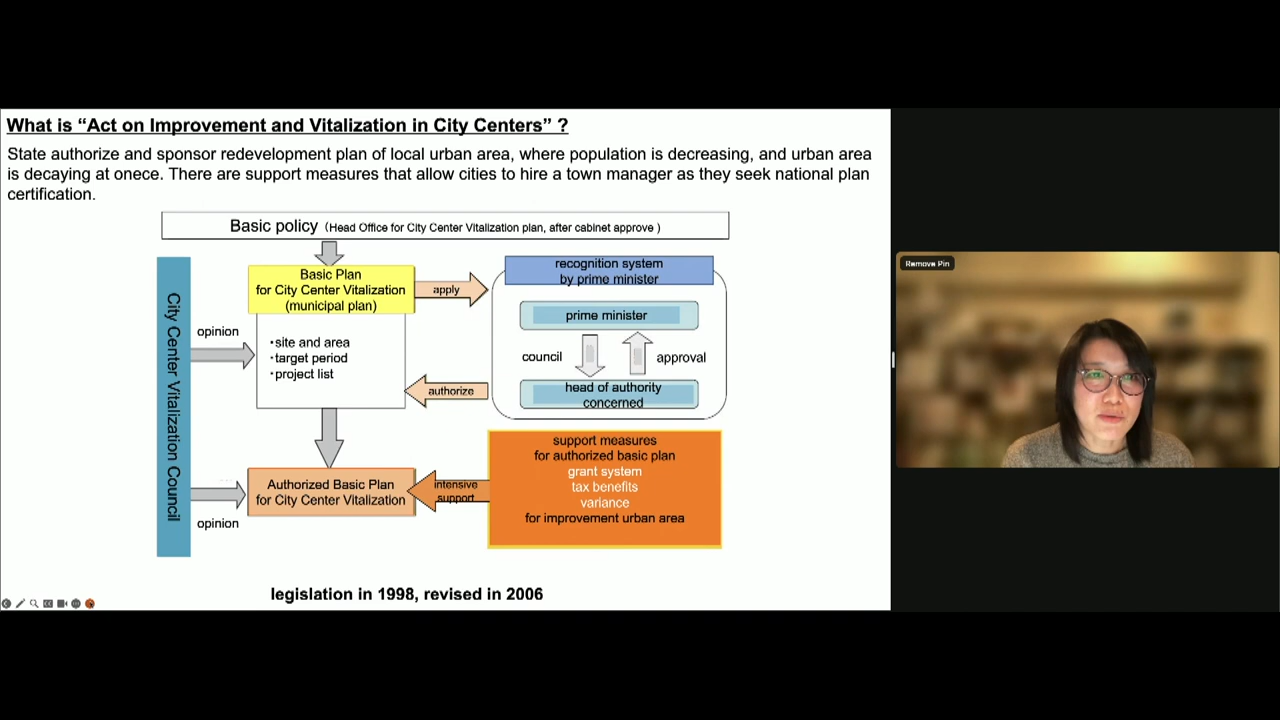 What is “Act on Improvement and Vitalization in City Centers” ?
State authorize and sponsor redevelopment plan of local urban area, where population is decreasing, and urban area
is decaying at onece. There are support measures that allow cities to hire a town manager as they seek national plan
certification.
Basic policy (Head Office for City Center Vitalization plan, after cabinet approve )
City Center Vitalization Council
Basic Plan
for City Center Vitalization
(municipal plan)
apply
recognition system
by prime minister
prime minister
opinion
・site and area
・target period
・project list
council
approval
authorize
head of authority
concerned
support measures
for authorized basic plan
grant system
tax benefits
variance
for improvement urban area
Authorized Basic Plan
for City Center Vitalization
intensive
support
opinion
legislation in 1998, revised in 2006
Remove Pin